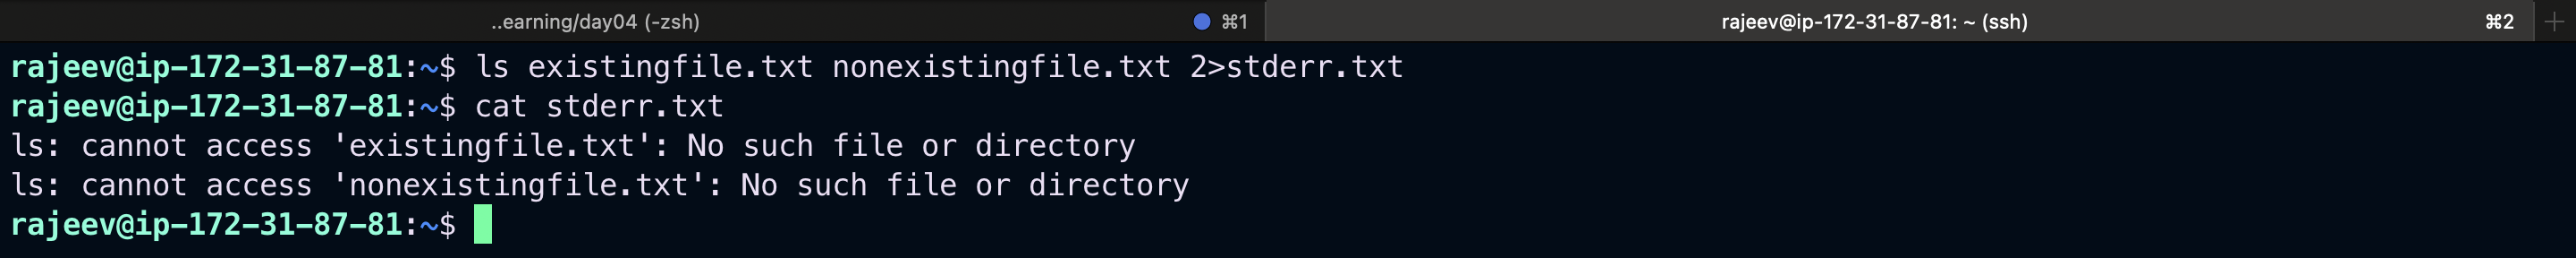 ..earning/day04 (-zsh) ⌘1 rajeev@ip-172-31-87-81: ~ (ssh) ⌘2 +
rajeev@ip-172-31-87-81:~$ ls existingfile.txt nonexistingfile.txt 2>stderr.txt
rajeev@ip-172-31-87-81:~$ cat stderr.txt
ls: cannot access 'existingfile.txt': No such file or directory
ls: cannot access 'nonexistingfile.txt': No such file or directory
rajeev@ip-172-31-87-81:~$